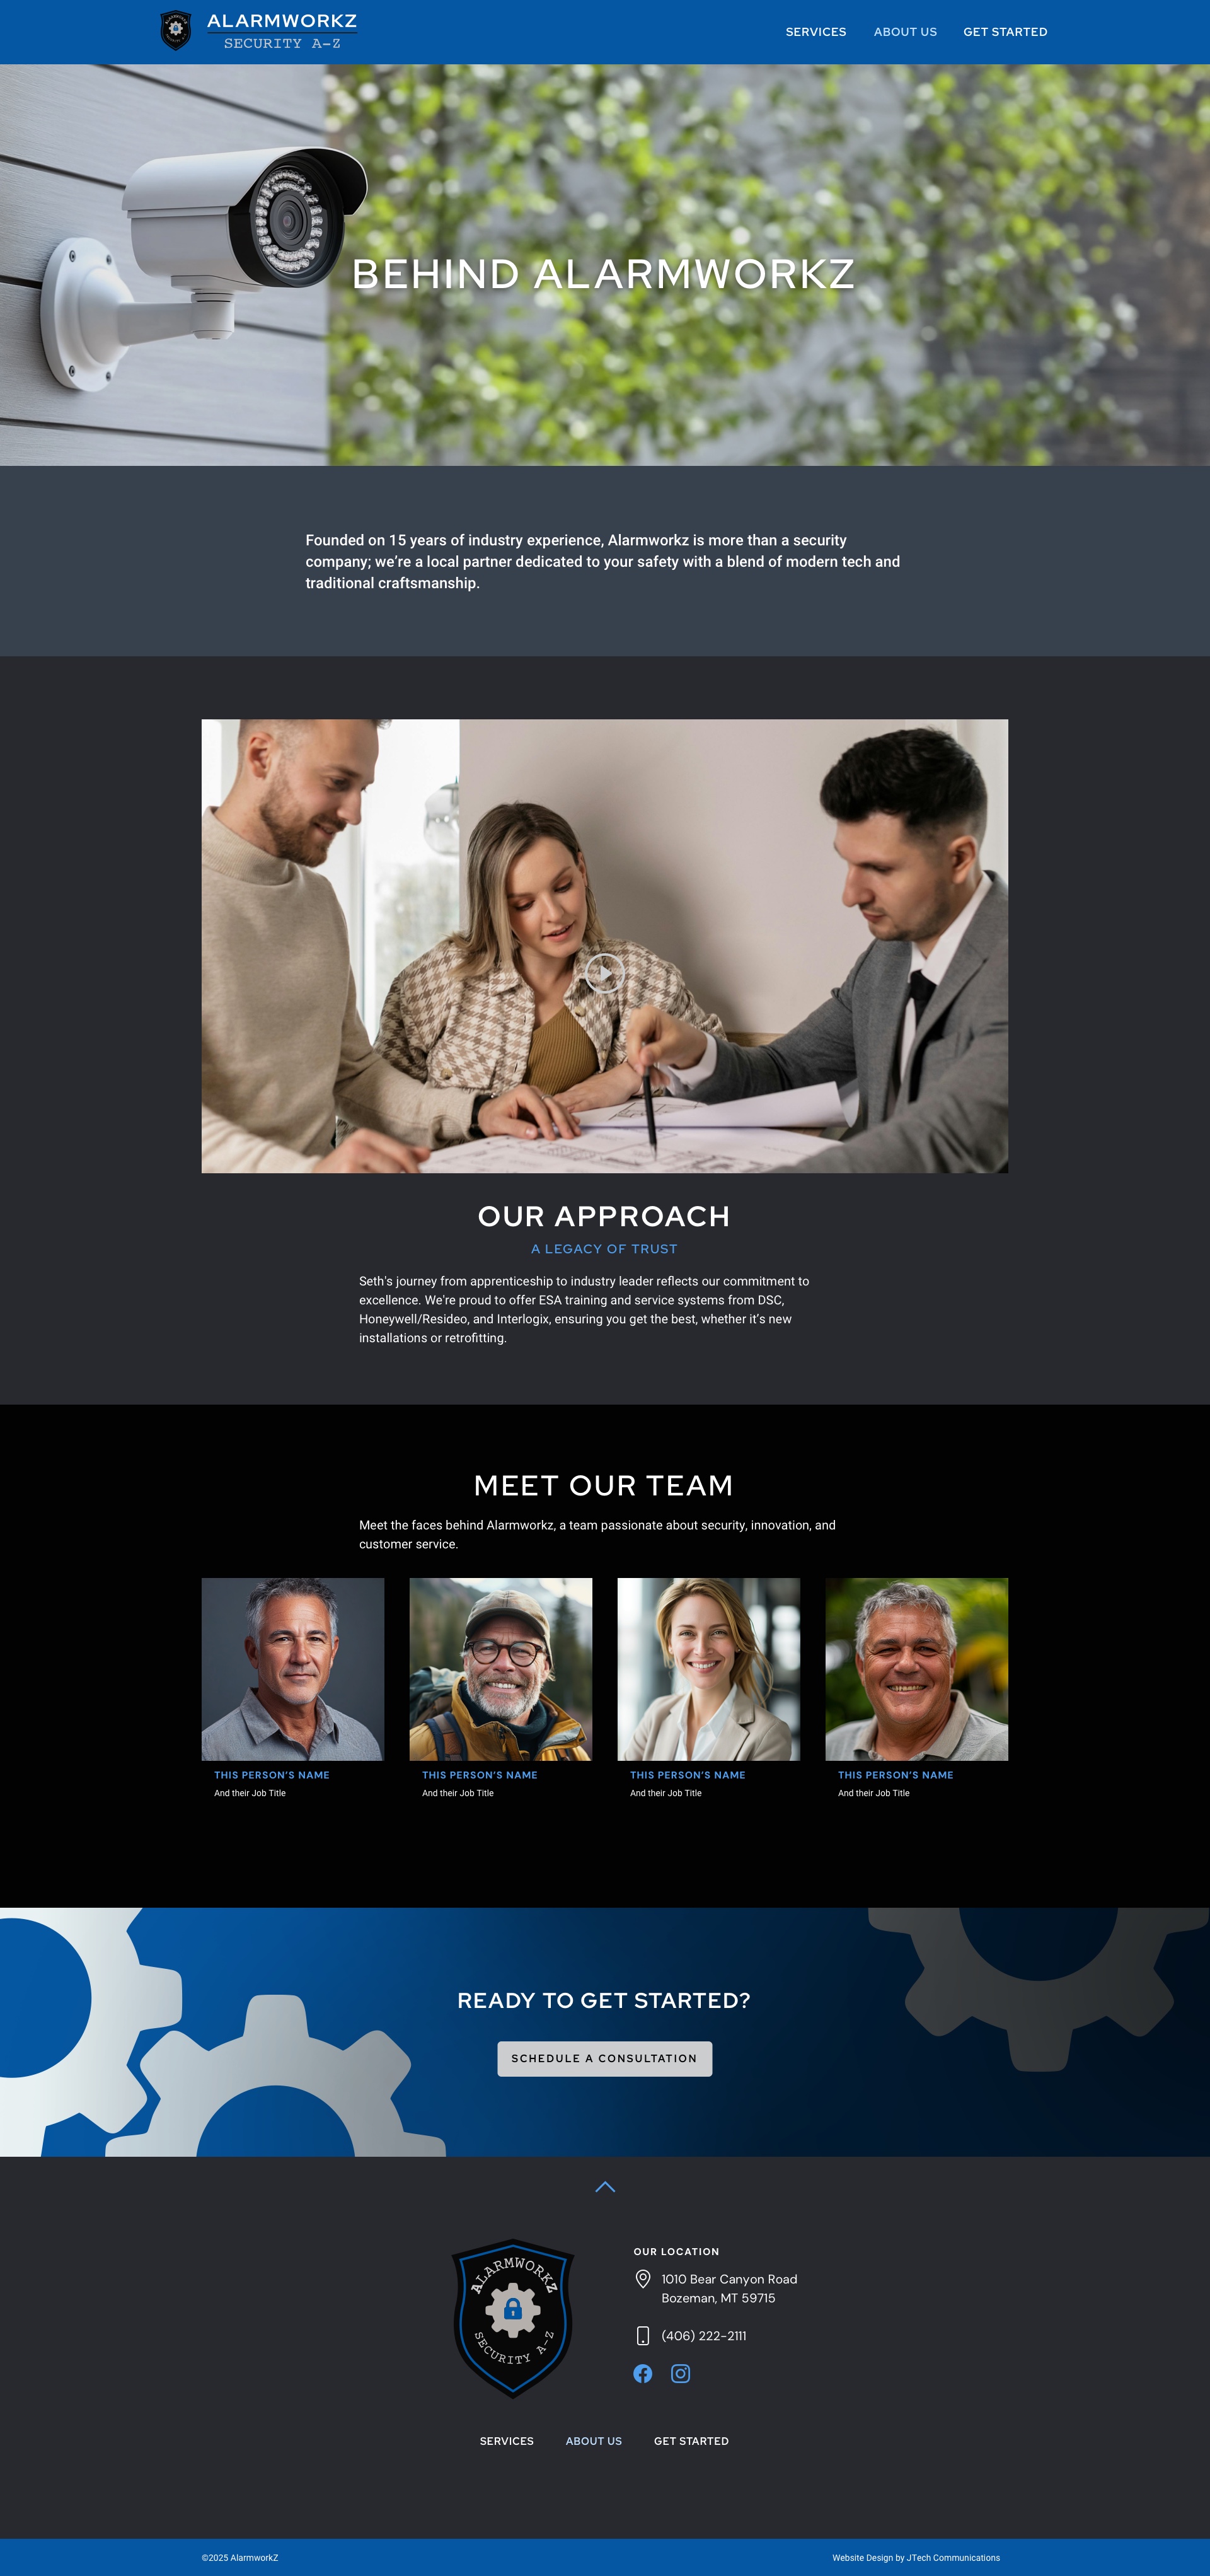 ALARMWORKZ
SECURITY A-Z
SERVICES ABOUT US GET STARTED
BEHIND ALARMWORKZ
Founded on 15 years of industry experience, Alarmworkz is more than a security
company; we’re a local partner dedicated to your safety with a blend of modern tech and
traditional craftsmanship.
OUR APPROACH
A LEGACY OF TRUST
Seth's journey from apprenticeship to industry leader reflects our commitment to
excellence. We're proud to offer ESA training and service systems from DSC,
Honeywell/Resideo, and Interlogix, ensuring you get the best, whether it’s new
installations or retrofitting.
MEET OUR TEAM
Meet the faces behind Alarmworkz, a team passionate about security, innovation, and
customer service.
THIS PERSON’S NAME
And their Job Title
THIS PERSON’S NAME
And their Job Title
THIS PERSON’S NAME
And their Job Title
THIS PERSON’S NAME
And their Job Title
READY TO GET STARTED?
SCHEDULE A CONSULTATION
ALARMWORKZ
SECURITY A-Z
OUR LOCATION
1010 Bear Canyon Road
Bozeman, MT 59715
(406) 222-2111
SERVICES ABOUT US GET STARTED
©2025 AlarmworkZ
Website Design by JTech Communications